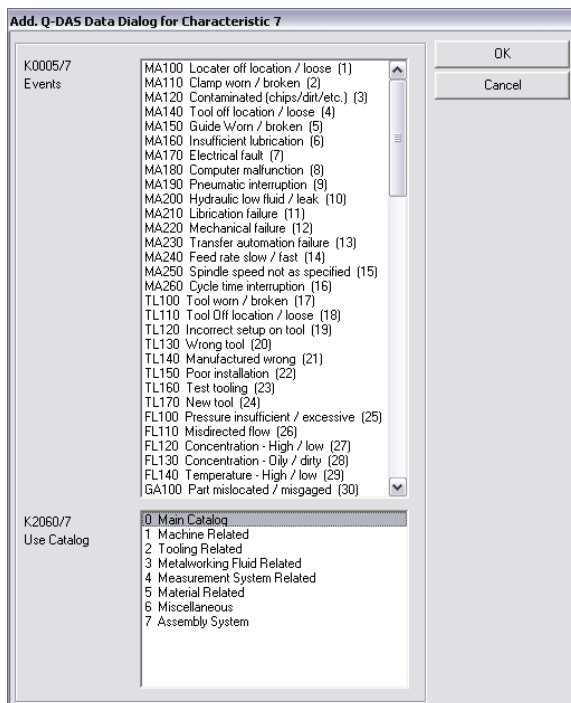 Add. Q-DAS Data Dialog for Characteristic 7
K0005/7
Events
MA100 Locater off location / loose (1)
MA110 Clamp worn / broken (2)
MA120 Contaminated (chips/dirt/etc.) (3)
MA140 Tool off location / loose (4)
MA150 Guide Worn / broken (5)
MA160 Insufficient lubrication (6)
MA170 Electrical fault (7)
MA180 Computer malfunction (8)
MA190 Pneumatic interruption (9)
MA200 Hydraulic low fluid / leak (10)
MA210 Librication failure (11)
MA220 Mechanical failure (12)
MA230 Transfer automation failure (13)
MA240 Feed rate slow / fast (14)
MA250 Spindle speed not as specified (15)
MA260 Cycle time interruption (16)
TL100 Tool worn / broken (17)
TL110 Tool Off location / loose (18)
TL120 Incorrect setup on tool (19)
TL130 Wrong tool (20)
TL140 Manufactured wrong (21)
TL150 Poor installation (22)
TL160 Test tooling (23)
TL170 New tool (24)
FL100 Pressure insufficient / excessive (25)
FL110 Misdirected flow (26)
FL120 Concentration - High / low (27)
FL130 Concentration - Oily / dirty (28)
FL140 Temperature - High / low (29)
GA100 Part mislocated / misgaged (30)
OK
Cancel
K2060/7
Use Catalog
0 Main Catalog
1 Machine Related
2 Tooling Related
3 Metalworking Fluid Related
4 Measurement System Related
5 Material Related
6 Miscellaneous
7 Assembly System